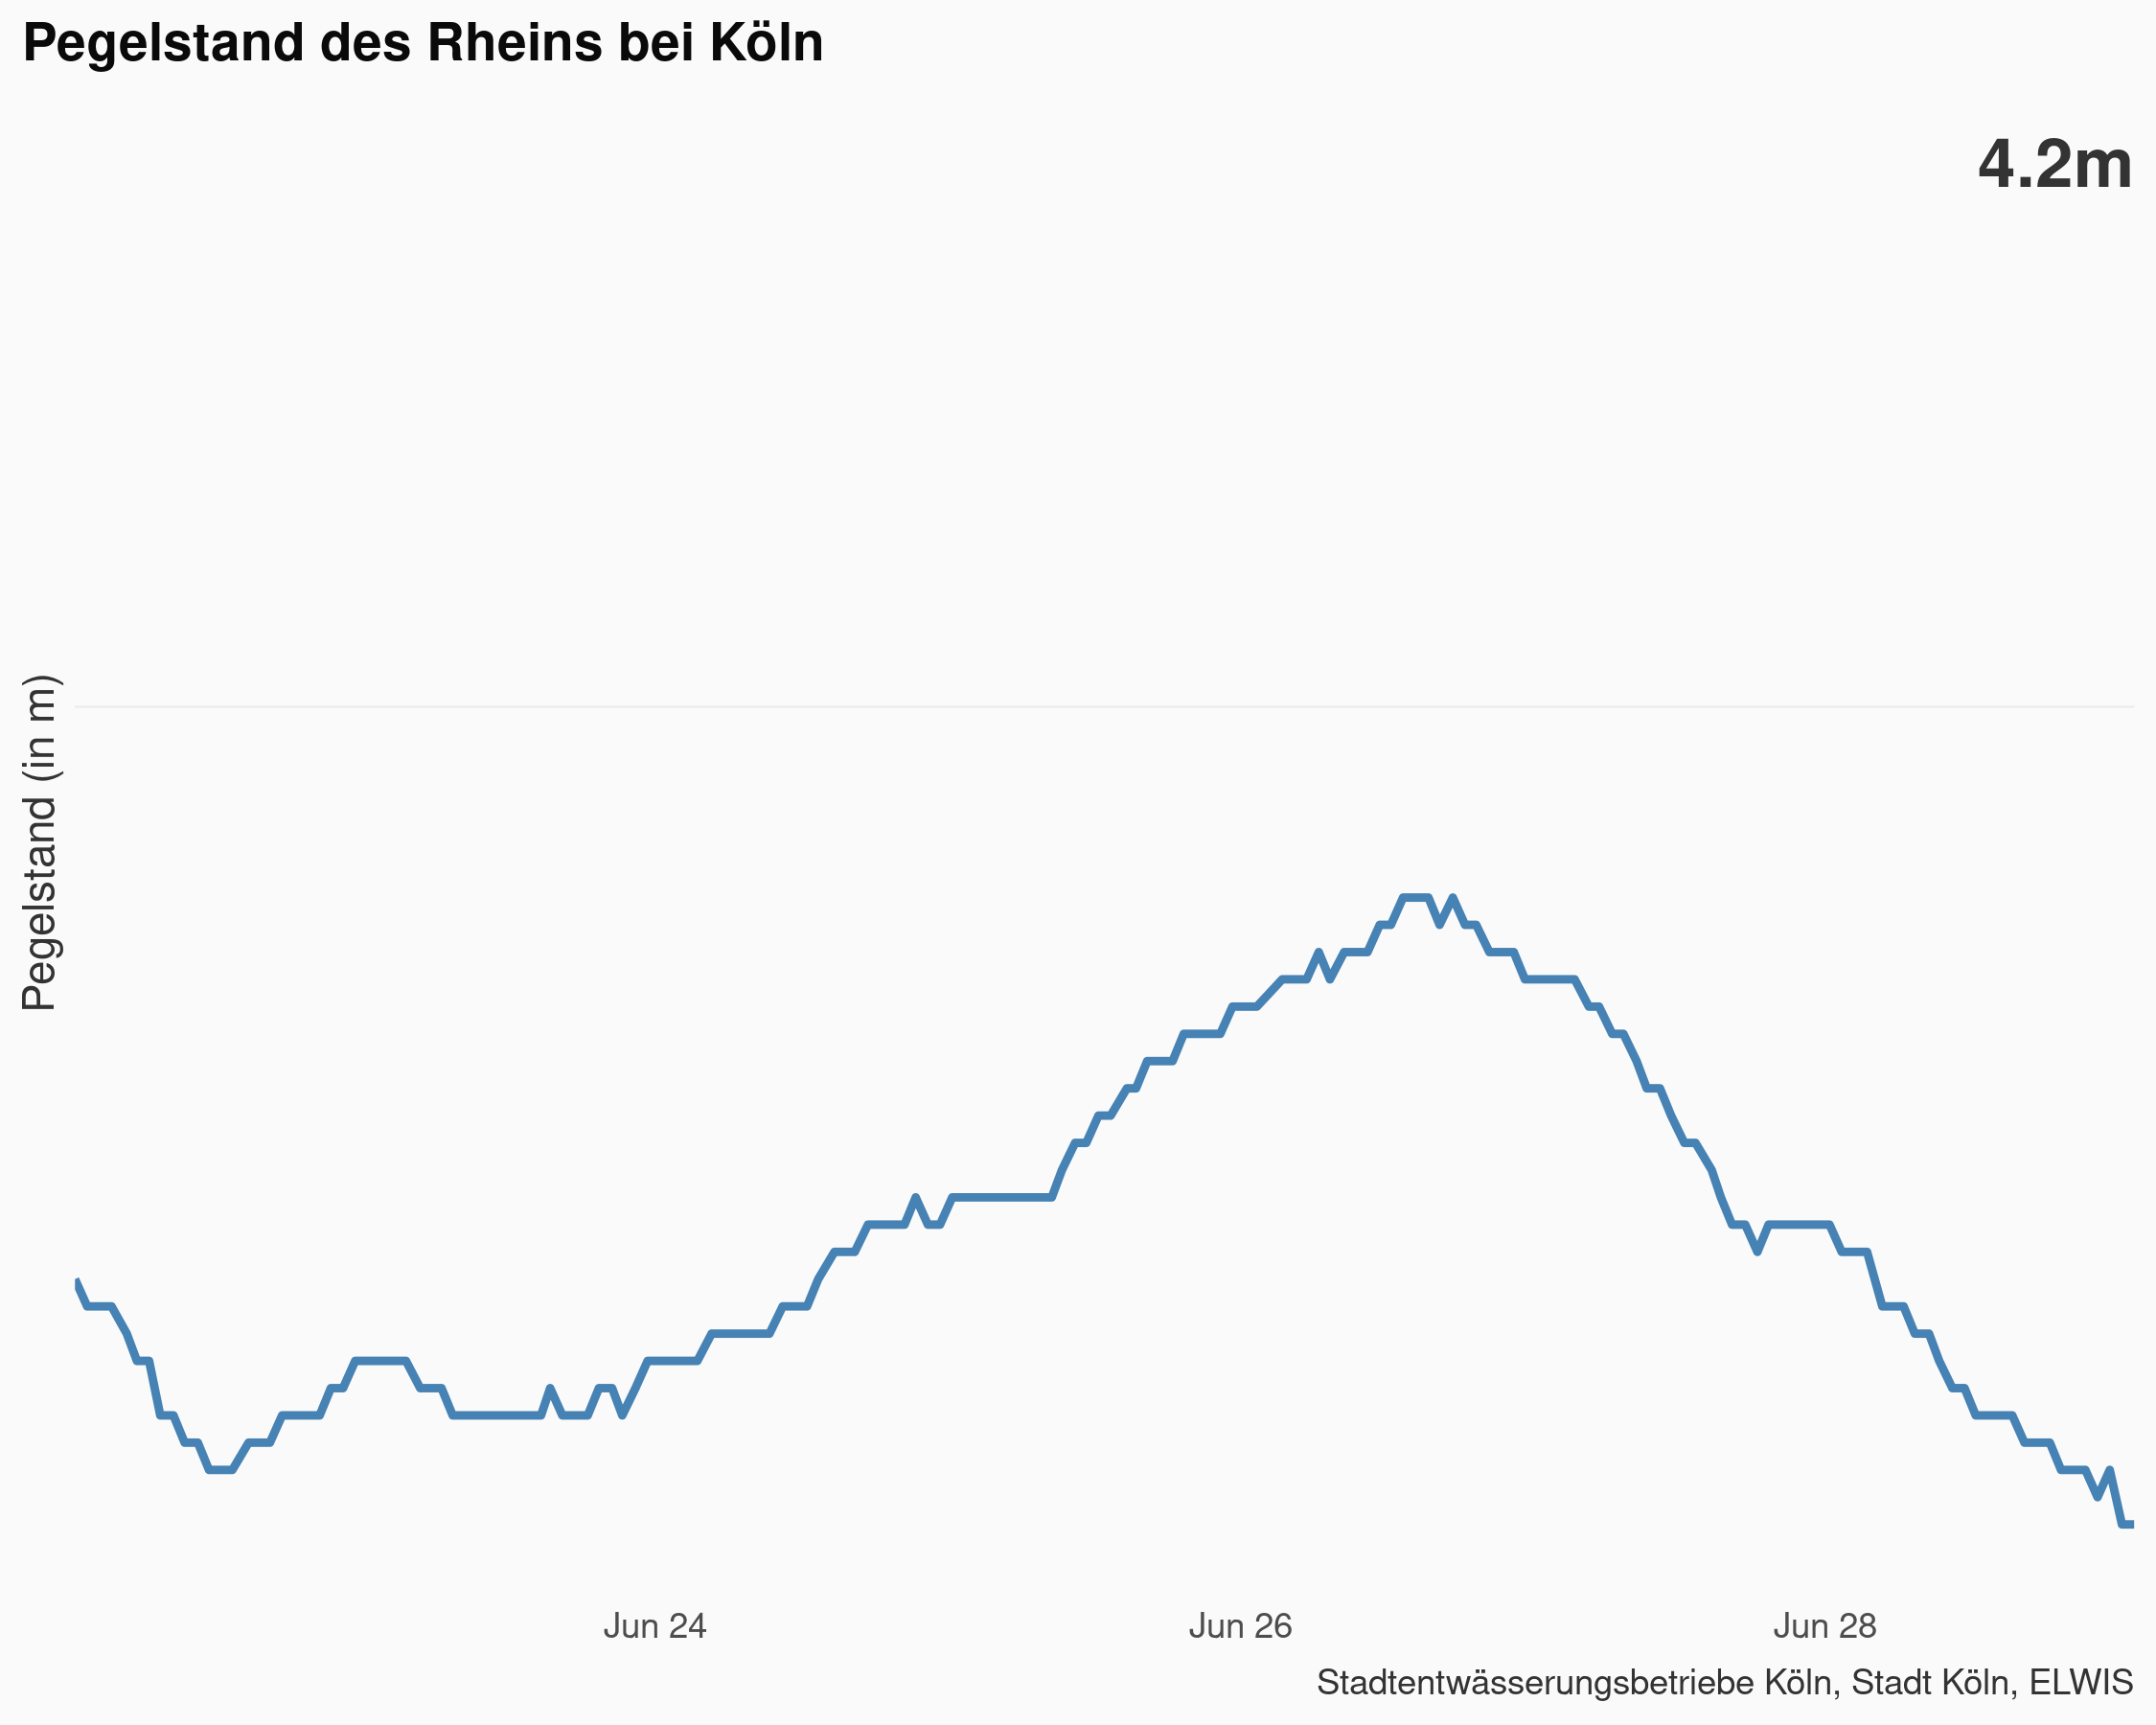 Pegelstand des Rheins bei Köln
4.2m
Pegelstand (in m)
Jun 24
Jun 26
Jun 28
Stadtentwässerungsbetriebe Köln, Stadt Köln, ELWIS